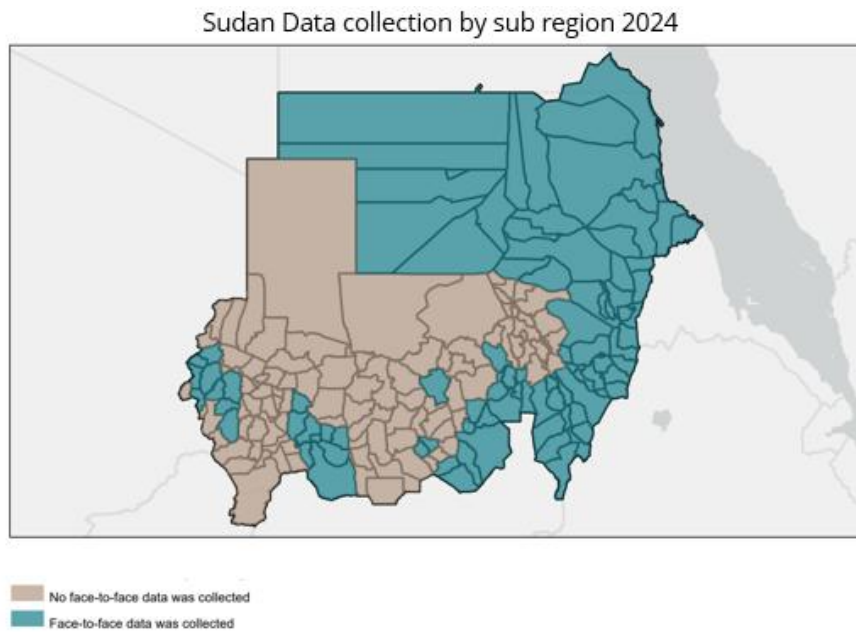 Sudan Data collection by sub region 2024
No face-to-face data was collected
Face-to-face data was collected